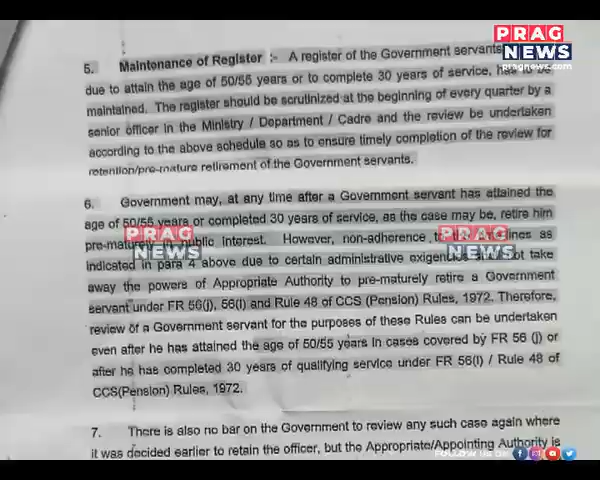 PRAG
NEWS
pragnews.com
5. Maintenance of Register :- A register of the Government servants
due to attain the age of 50/55 years or to complete 30 years of service, has to be
maintained. The register should be scrutinized at the beginning of every quarter by a
senior officer in the Ministry / Department / Cadre and the review be undertaken
according to the above schedule so as to ensure timely completion of the review for
retention/pre-mature retirement of the Government servants.
6. Government may, at any time after a Government servant has attained the
age of 50/55 years or completed 30 years of service, as the case may be, retire him
pre-maturely in public interest. However, non-adherence as
PRAG
NEWS
PRAG
NEWS
indicated in para 4 above due to certain administrative exigencies not take
away the powers of Appropriate Authority to pre-maturely retire a Government
servant under FR 56(j), 56(l) and Rule 48 of CCS (Pension) Rules, 1972. Therefore,
review of a Government servant for the purposes of these Rules can be undertaken
even after he has attained the age of 50/55 years in cases covered by FR 56 (j) or
after he has completed 30 years of qualifying service under FR 56(l) / Rule 48 of
CCS(Pension) Rules, 1972.
7. There is also no bar on the Government to review any such case again where
it was decided earlier to retain the officer, but the Appropriate/Appointing Authority is
FOLLOW US ON